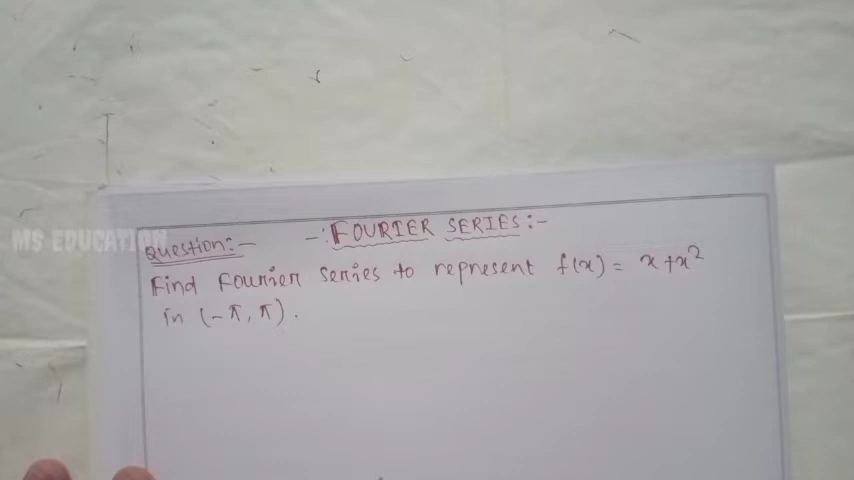 MS EDUCATION
-: FOURIER SERIES:-
Question:-
Find Fourier series to represent f(x) = x+x²
in (-π, π).